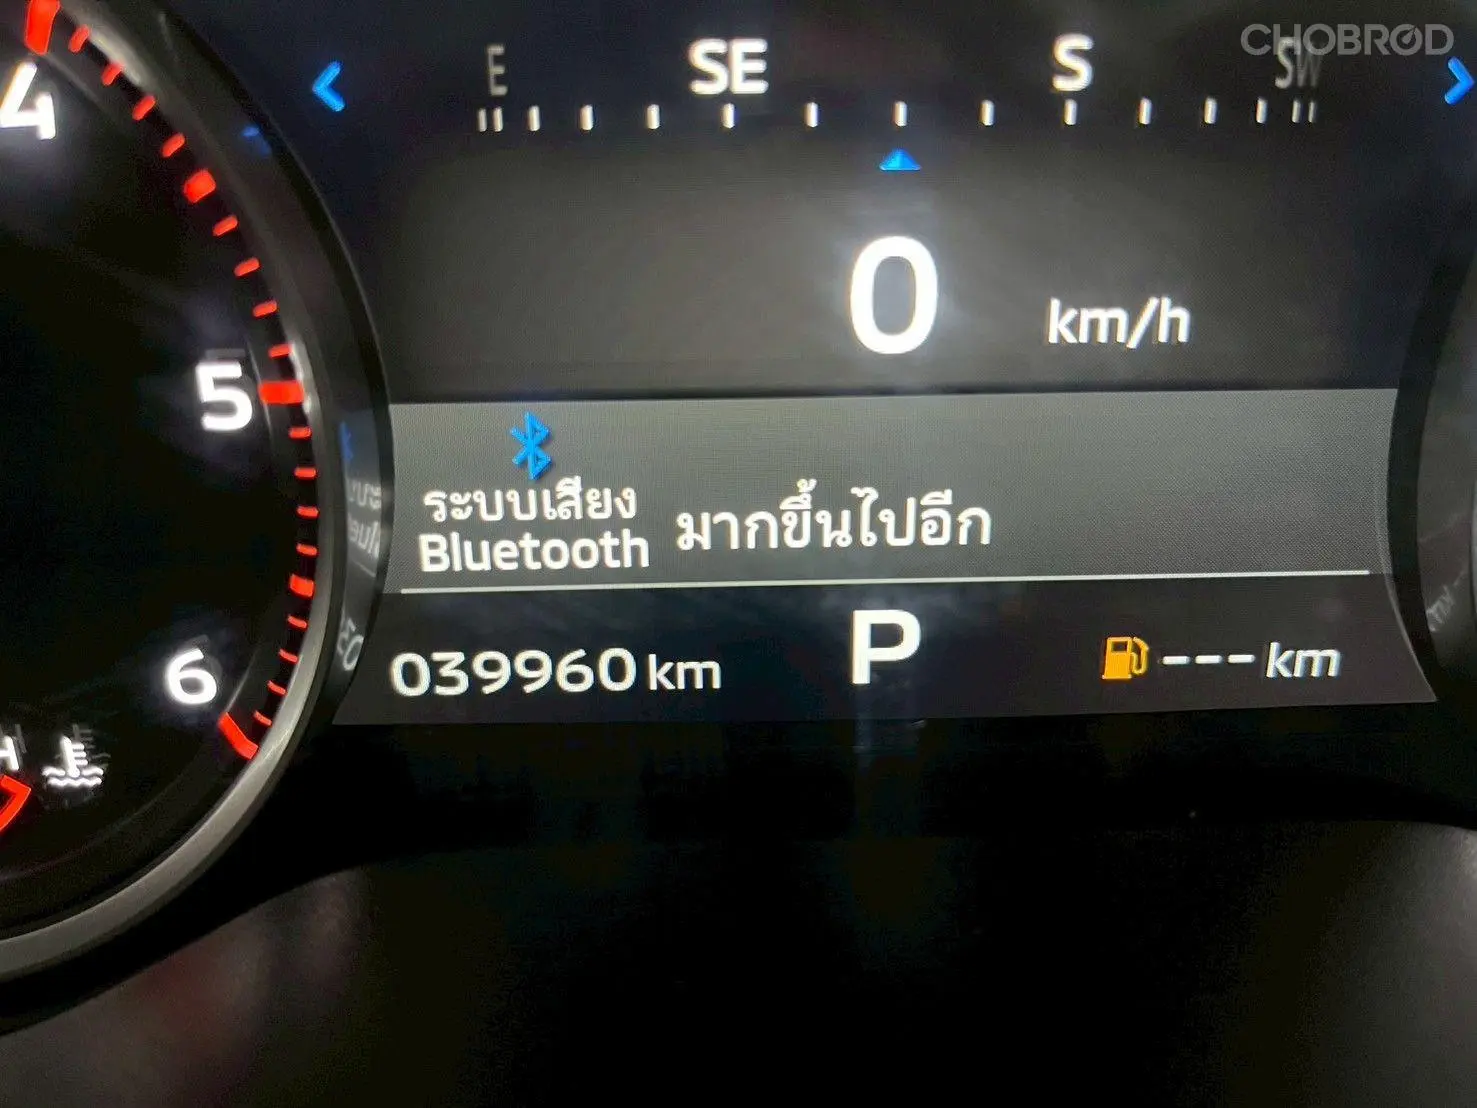 CHOBROD
E SE S SW
4
0 km/h
5
ระบบเสียง
Bluetooth
มากขึ้นไปอีก
6
039960 km P --- km
H